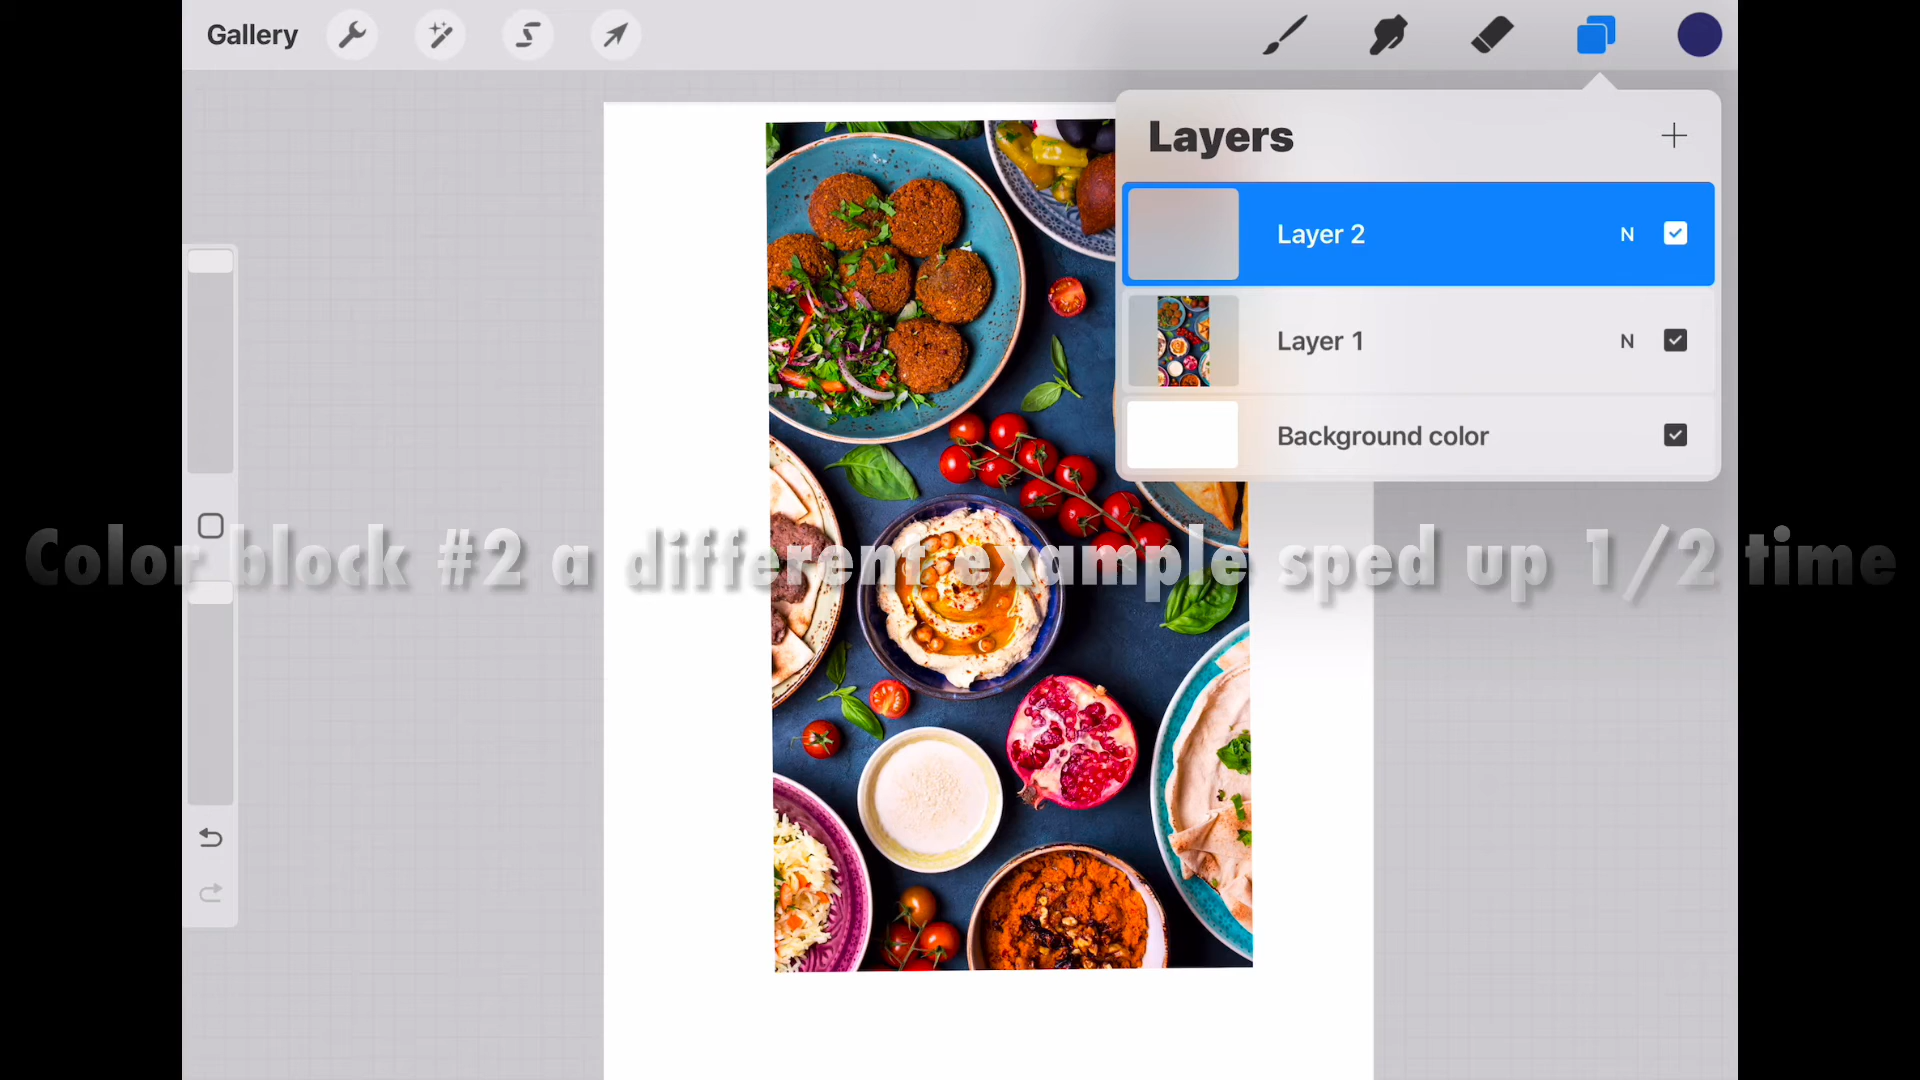 Gallery
Layers
Layer 2 N
Layer 1 N
Background color
Color block #2 a different example sped up 1/2 time